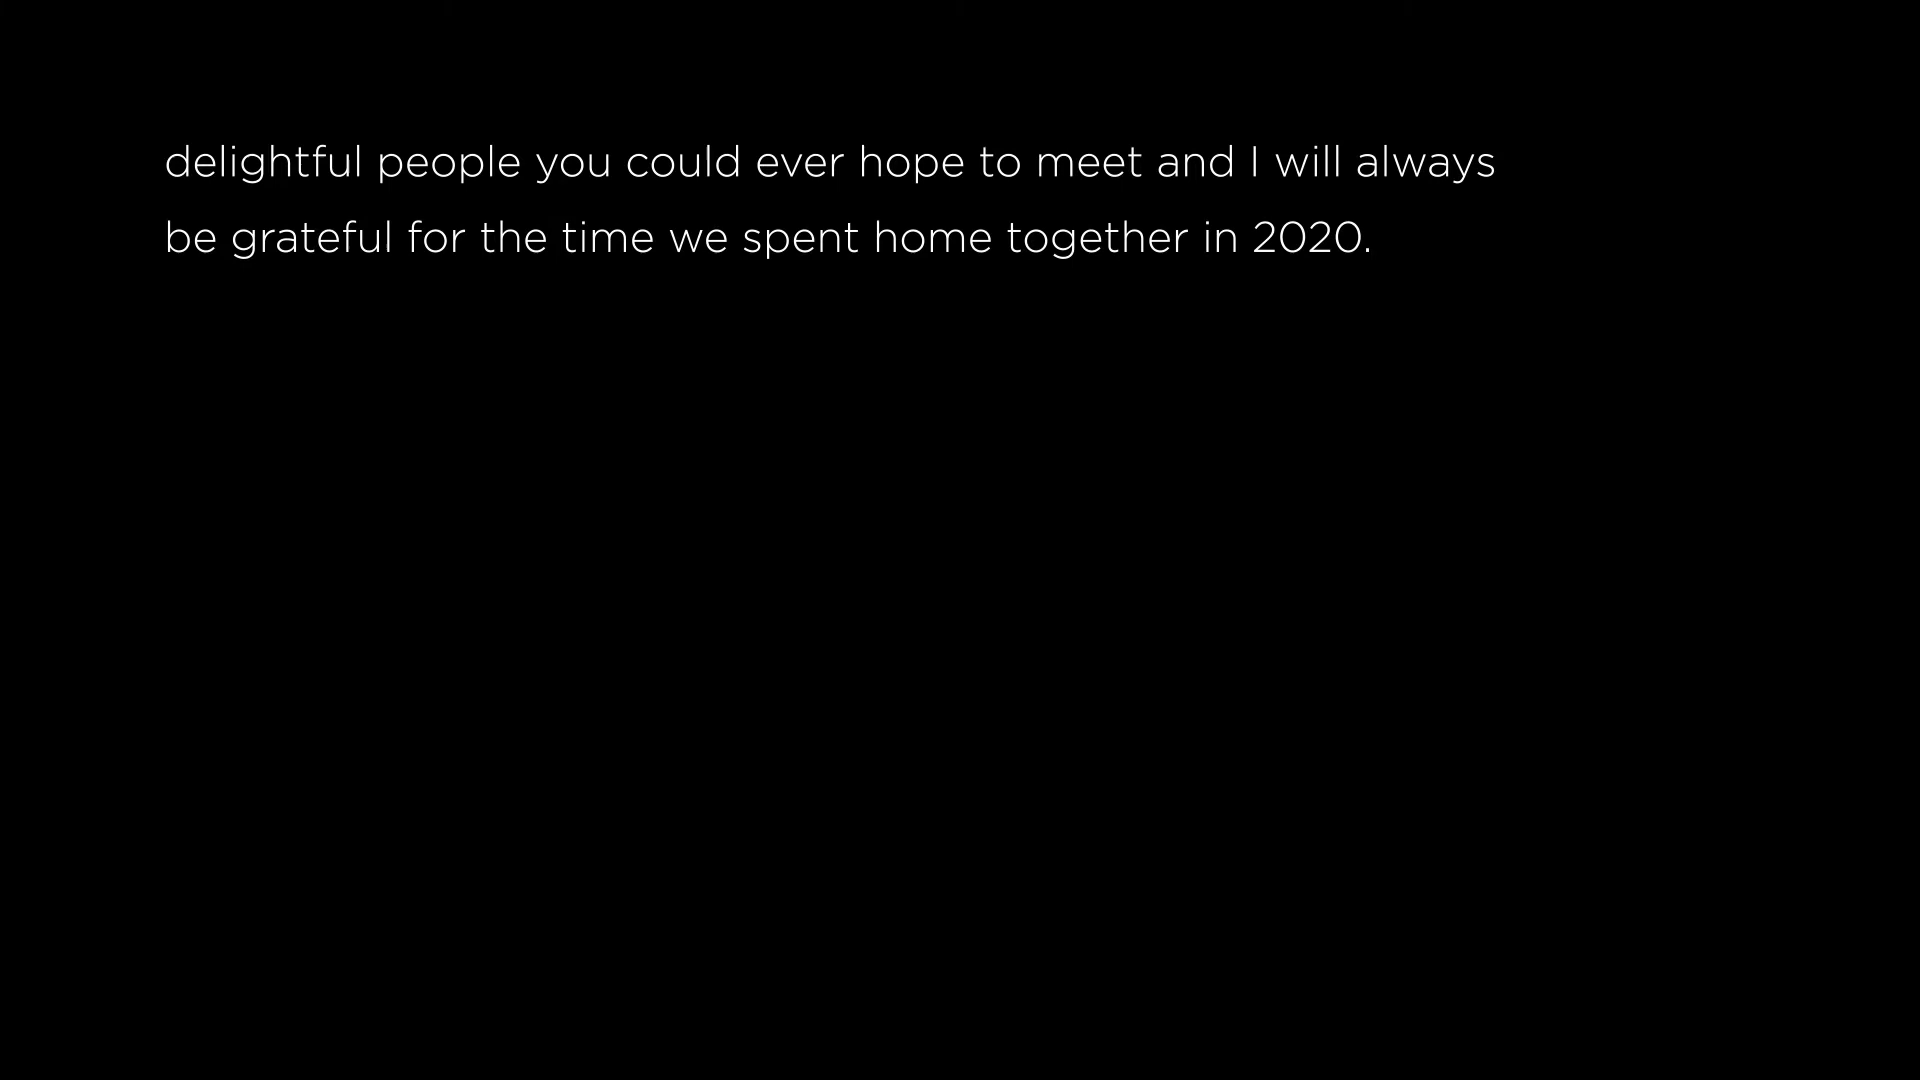 delightful people you could ever hope to meet and I will always
be grateful for the time we spent home together in 2020.